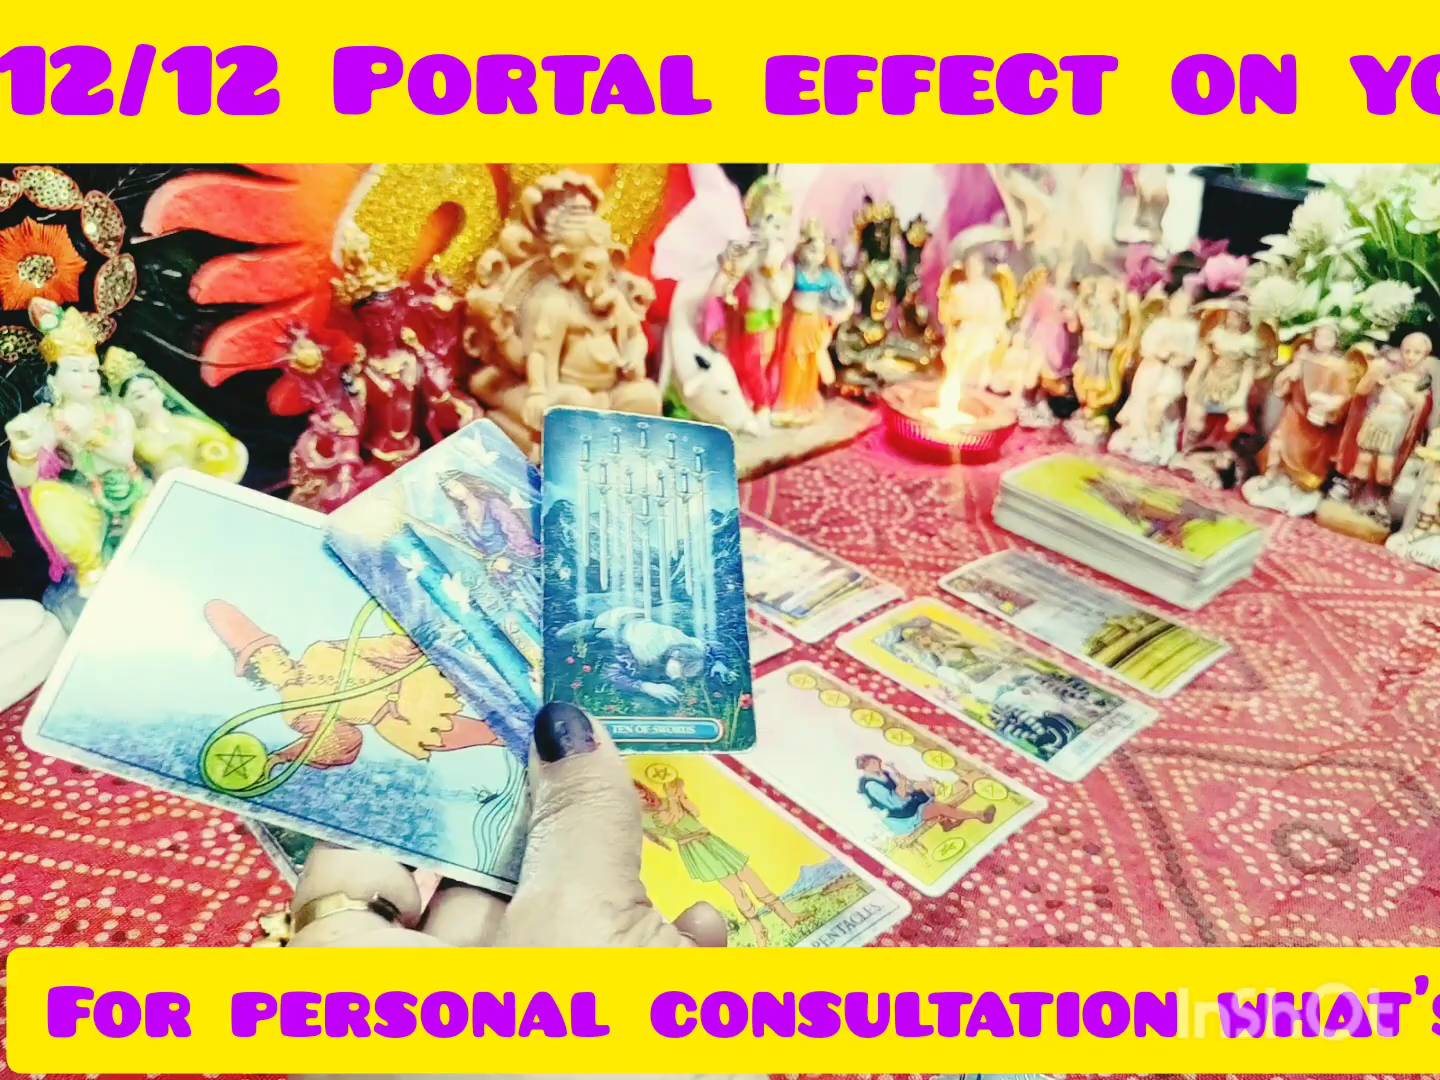 12/12 PORTAL EFFECT ON YO
TEN OF SWORDS
PENTACLES
FOR PERSONAL CONSULTATION WHAT'S
InShOt